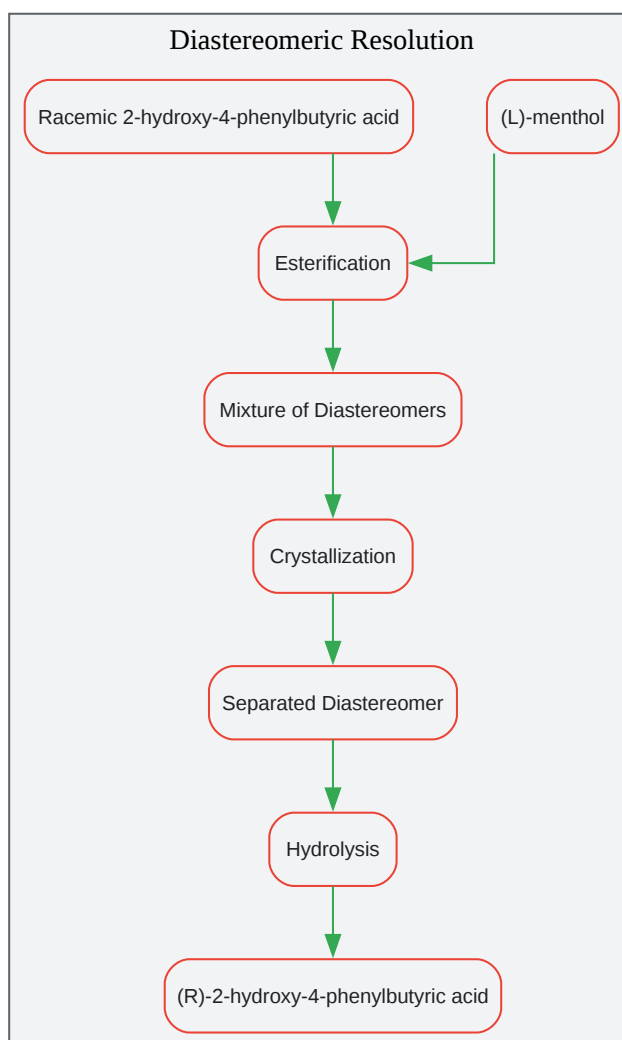 Diastereomeric Resolution
Racemic 2-hydroxy-4-phenylbutyric acid
(L)-menthol
Esterification
Mixture of Diastereomers
Crystallization
Separated Diastereomer
Hydrolysis
(R)-2-hydroxy-4-phenylbutyric acid